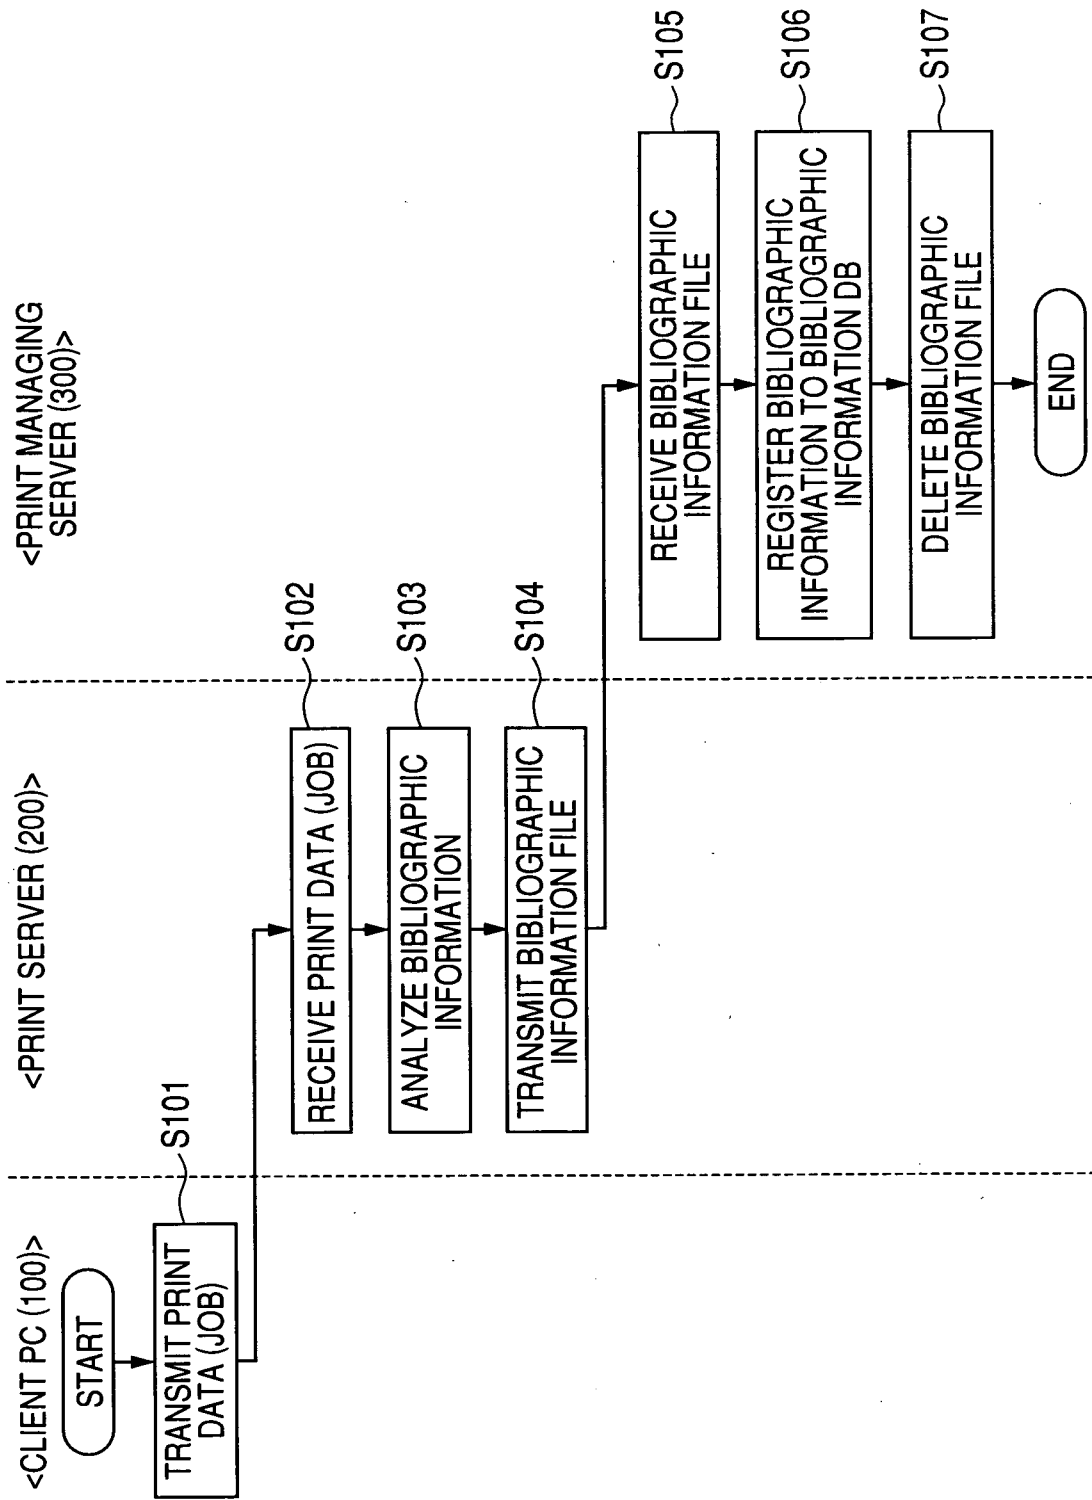 <CLIENT PC (100)>
START
TRANSMIT PRINT
DATA (JOB)
S101
<PRINT SERVER (200)>
RECEIVE PRINT DATA (JOB)
S102
ANALYZE BIBLIOGRAPHIC
INFORMATION
S103
TRANSMIT BIBLIOGRAPHIC
INFORMATION FILE
S104
<PRINT MANAGING
SERVER (300)>
RECEIVE BIBLIOGRAPHIC
INFORMATION FILE
S105
REGISTER BIBLIOGRAPHIC
INFORMATION TO BIBLIOGRAPHIC
INFORMATION DB
S106
DELETE BIBLIOGRAPHIC
INFORMATION FILE
S107
END